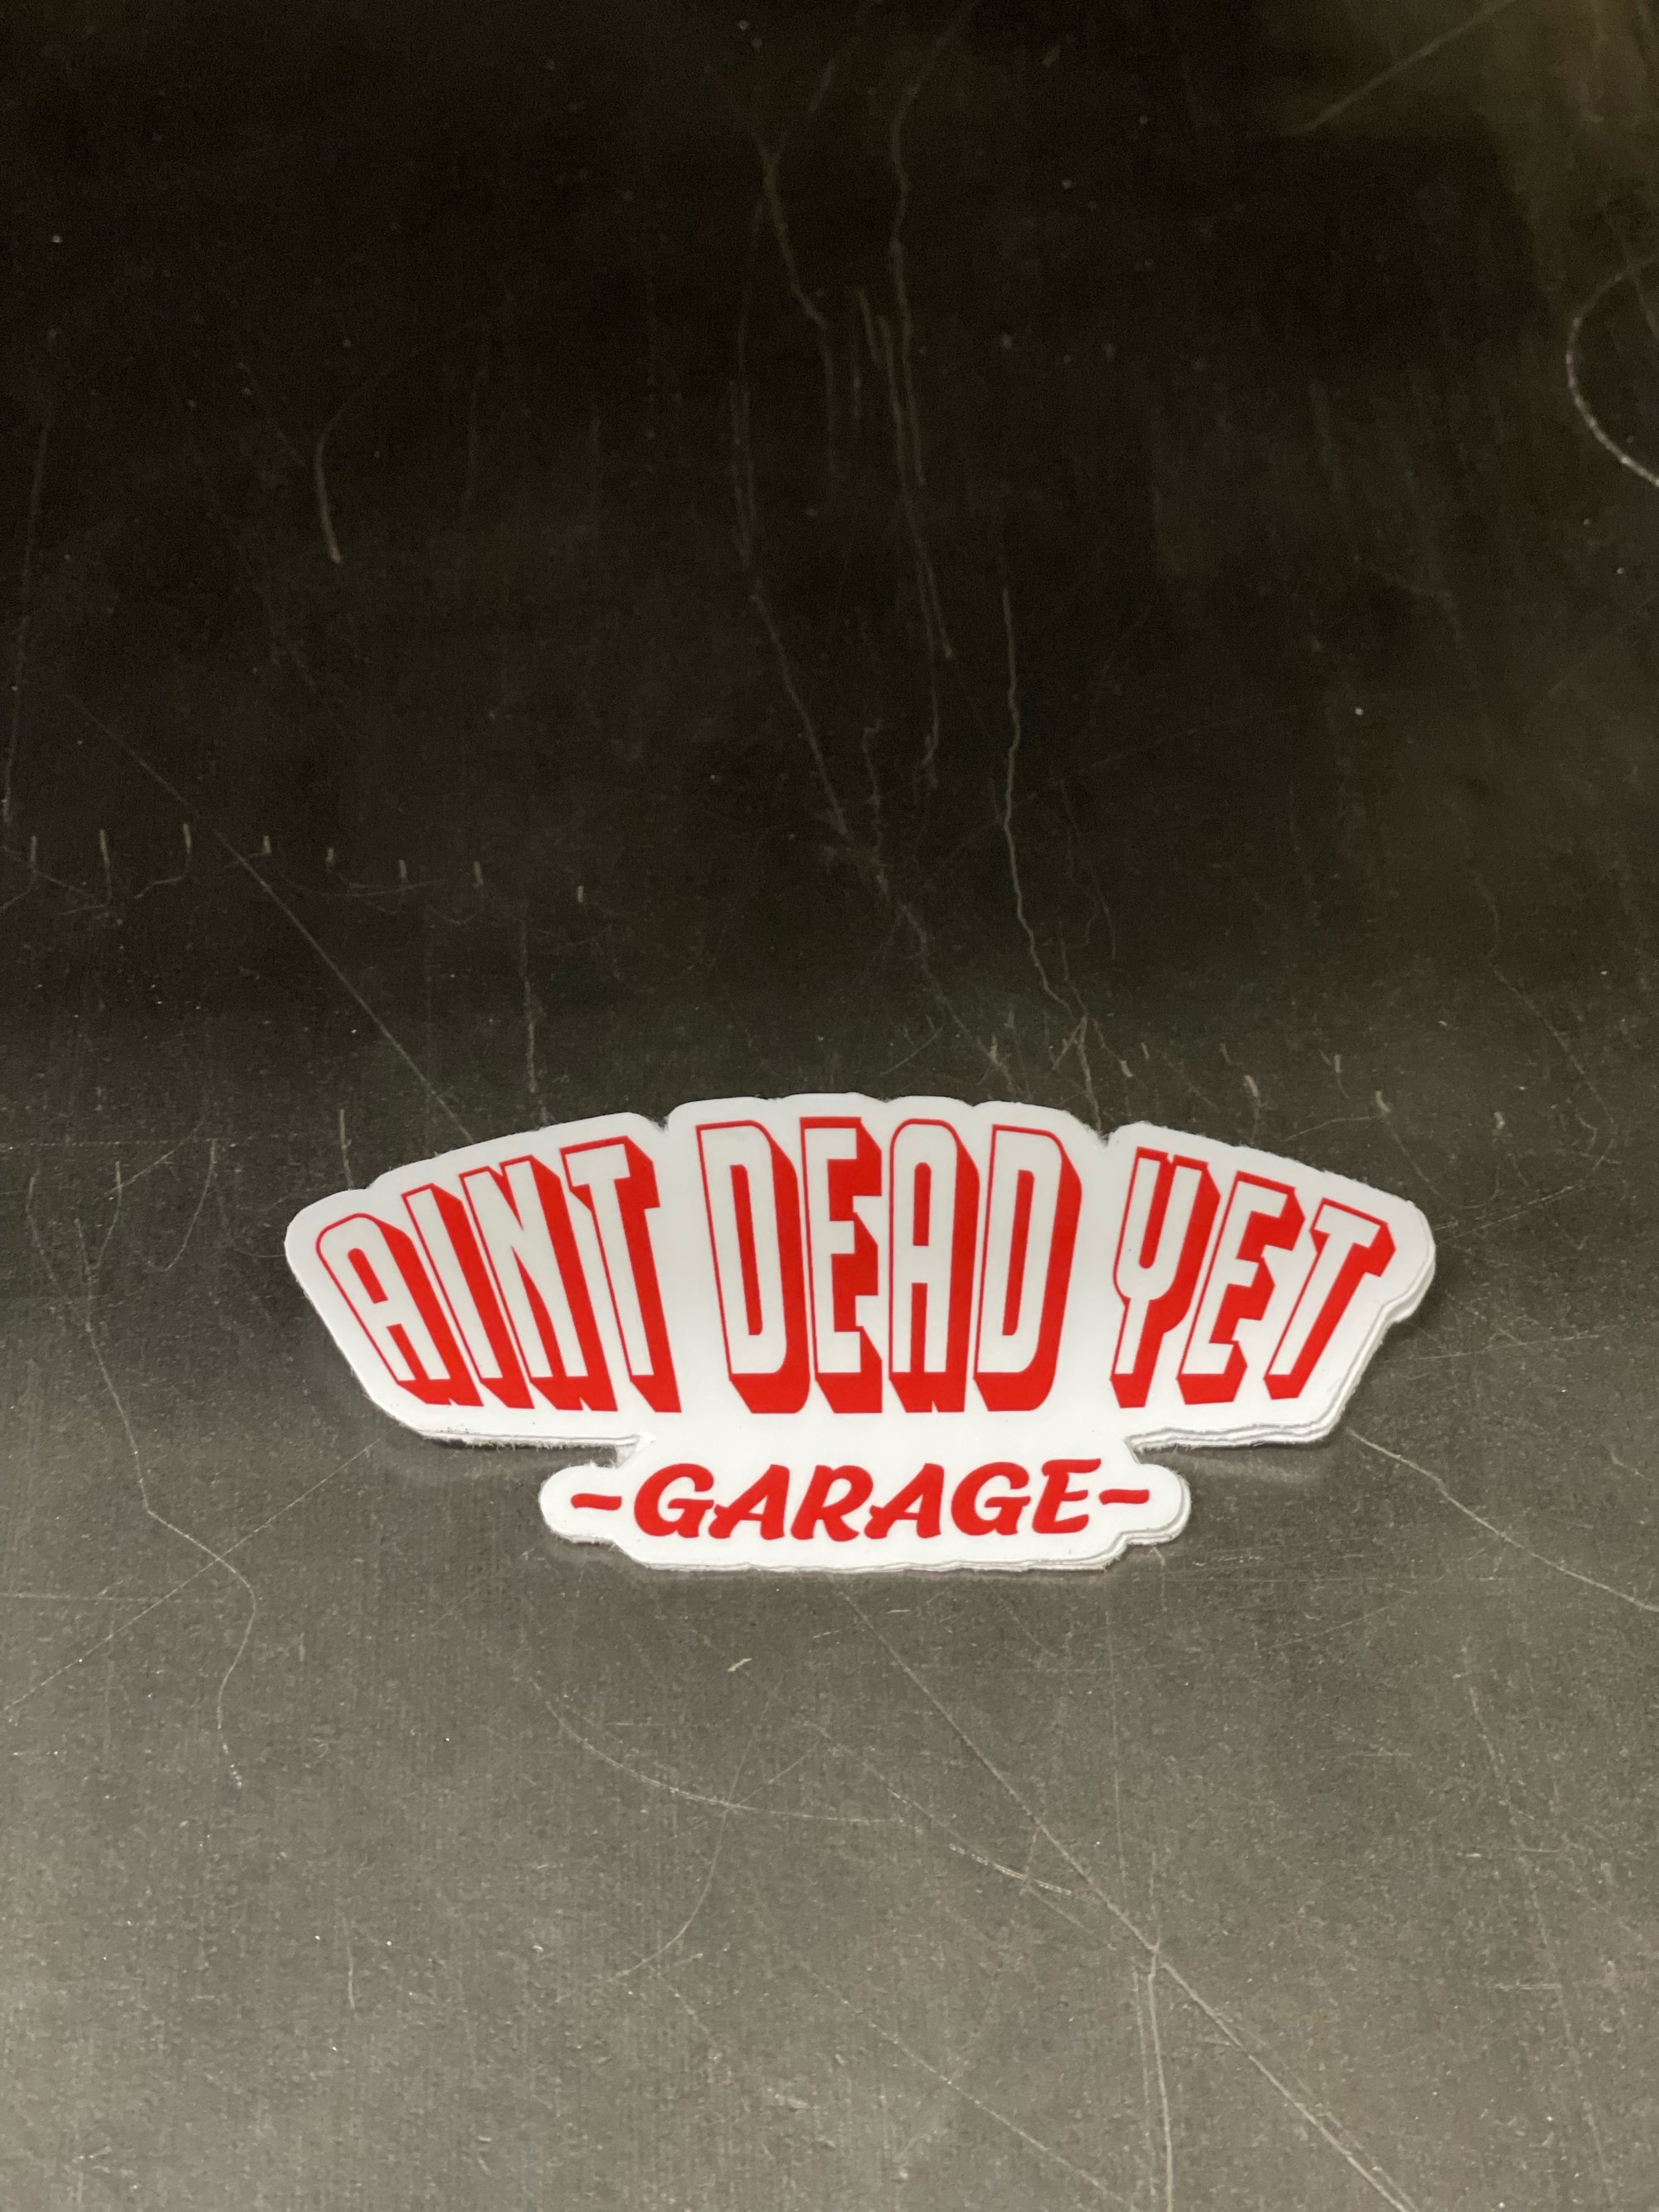 AINT DEAD YET
~GARAGE~